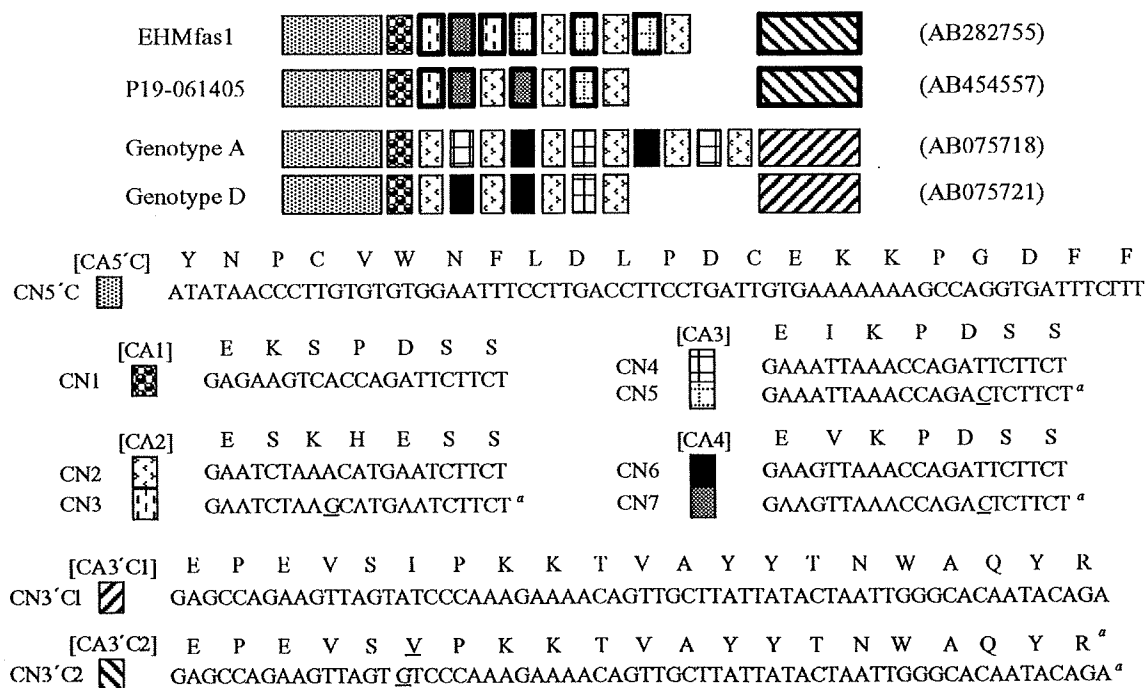 EHMfas1 (AB282755)
P19-061405 (AB454557)
Genotype A (AB075718)
Genotype D (AB075721)
[CA5´C] Y N P C V W N F L D L P D C E K K P G D F F
CN5´C ATATAACCCTTGTGTGTGGAATTTCCTTGACCTTCCTGATTGTGAAAAAAAGCCAGGTGATTTCTTT
[CA1] E K S P D S S
CN1 GAGAAGTCACCAGATTCTTCT
[CA3] E I K P D S S
CN4 GAAATTAAACCAGATTCTTCT
CN5 GAAATTAAACCAGACTCTTCT a
[CA2] E S K H E S S
CN2 GAATCTAAACATGAATCTTCT
CN3 GAATCTAAGCATGAATCTTCT a
[CA4] E V K P D S S
CN6 GAAGTTAAACCAGATTCTTCT
CN7 GAAGTTAAACCAGACTCTTCT a
[CA3´C1] E P E V S I P K K T V A Y Y T N W A Q Y R
CN3´C1 GAGCCAGAAGTTAGTATCCCAAAGAAAACAGTTGCTTATTATACTAATTGGGCACAATACAGA
[CA3´C2] E P E V S V P K K T V A Y Y T N W A Q Y R a
CN3´C2 GAGCCAGAAGTTAGT GTCCCAAAGAAAACAGTTGCTTATTATACTAATTGGGCACAATACAGA a